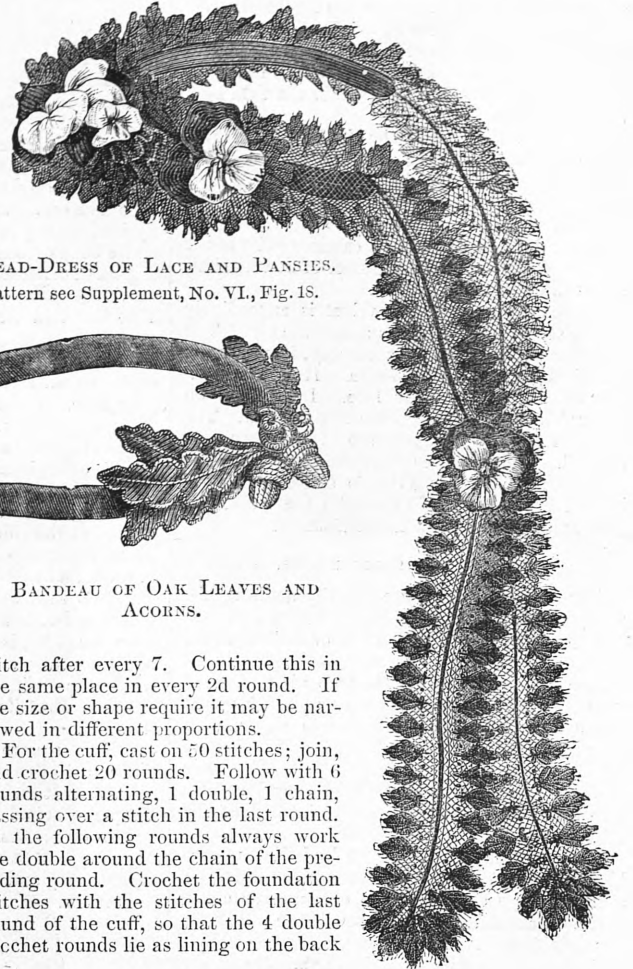 EAD-DRESS OF LACE AND PANSIES.
attern see Supplement, No. VI., Fig. 18.
BANDEAU OF OAK LEAVES AND
ACORNS.
itch after every 7. Continue this in
e same place in every 2d round. If
e size or shape require it may be nar-
wed in different proportions.
For the cuff, cast on 50 stitches; join,
d crochet 20 rounds. Follow with 6
unds alternating, 1 double, 1 chain,
ssing over a stitch in the last round.
the following rounds always work
e double around the chain of the pre-
ding round. Crochet the foundation
itches with the stitches of the last
und of the cuff, so that the 4 double
ochet rounds lie as lining on the back